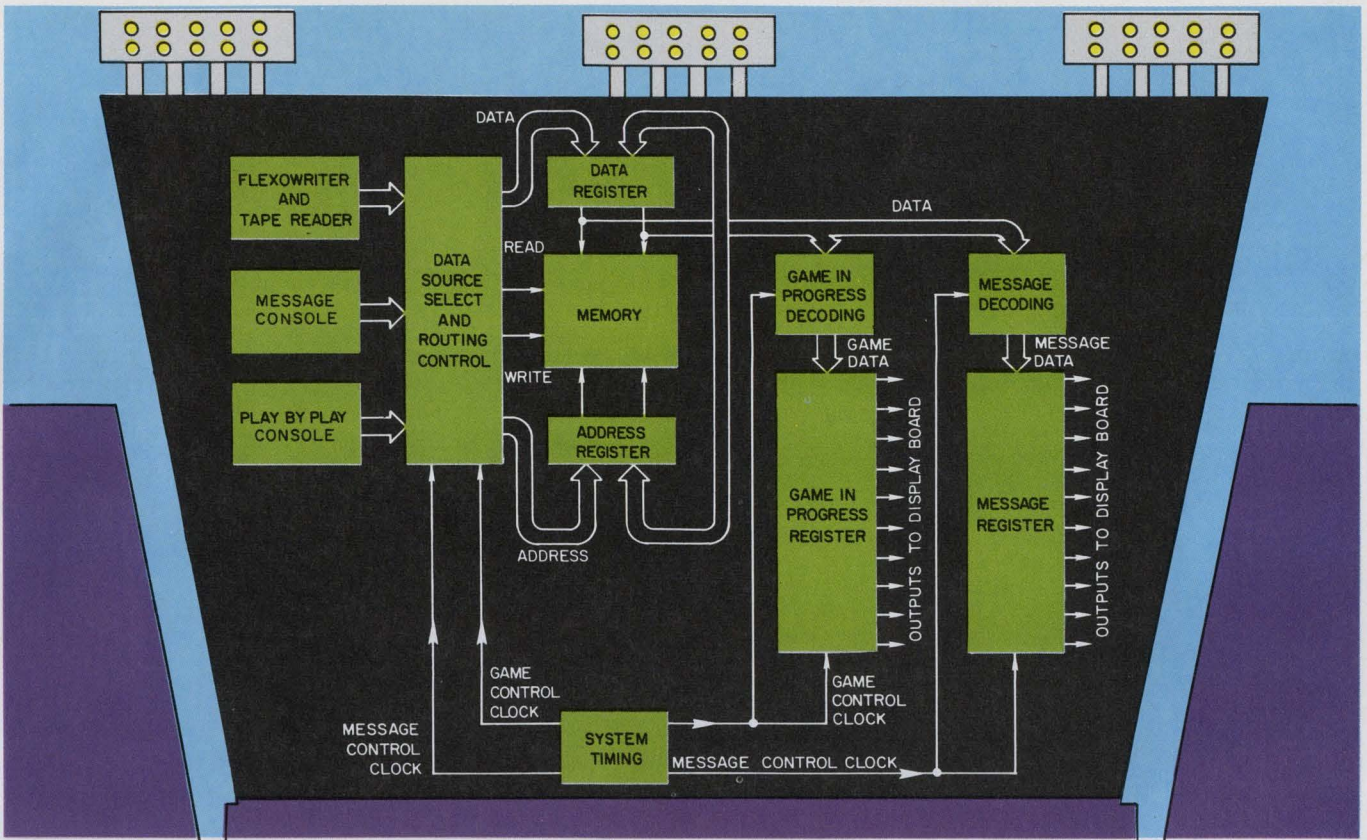 DATA
FLEXOWRITER
AND
TAPE READER
MESSAGE
CONSOLE
PLAY BY PLAY
CONSOLE
DATA
SOURCE
SELECT
AND
ROUTING
CONTROL
READ
WRITE
DATA
REGISTER
MEMORY
ADDRESS
REGISTER
ADDRESS
DATA
GAME IN
PROGRESS
DECODING
GAME
DATA
GAME IN
PROGRESS
REGISTER
OUTPUTS TO DISPLAY BOARD
MESSAGE
DECODING
MESSAGE
DATA
MESSAGE
REGISTER
OUTPUTS TO DISPLAY BOARD
GAME
CONTROL
CLOCK
MESSAGE
CONTROL
CLOCK
SYSTEM
TIMING
GAME
CONTROL
CLOCK
MESSAGE CONTROL CLOCK